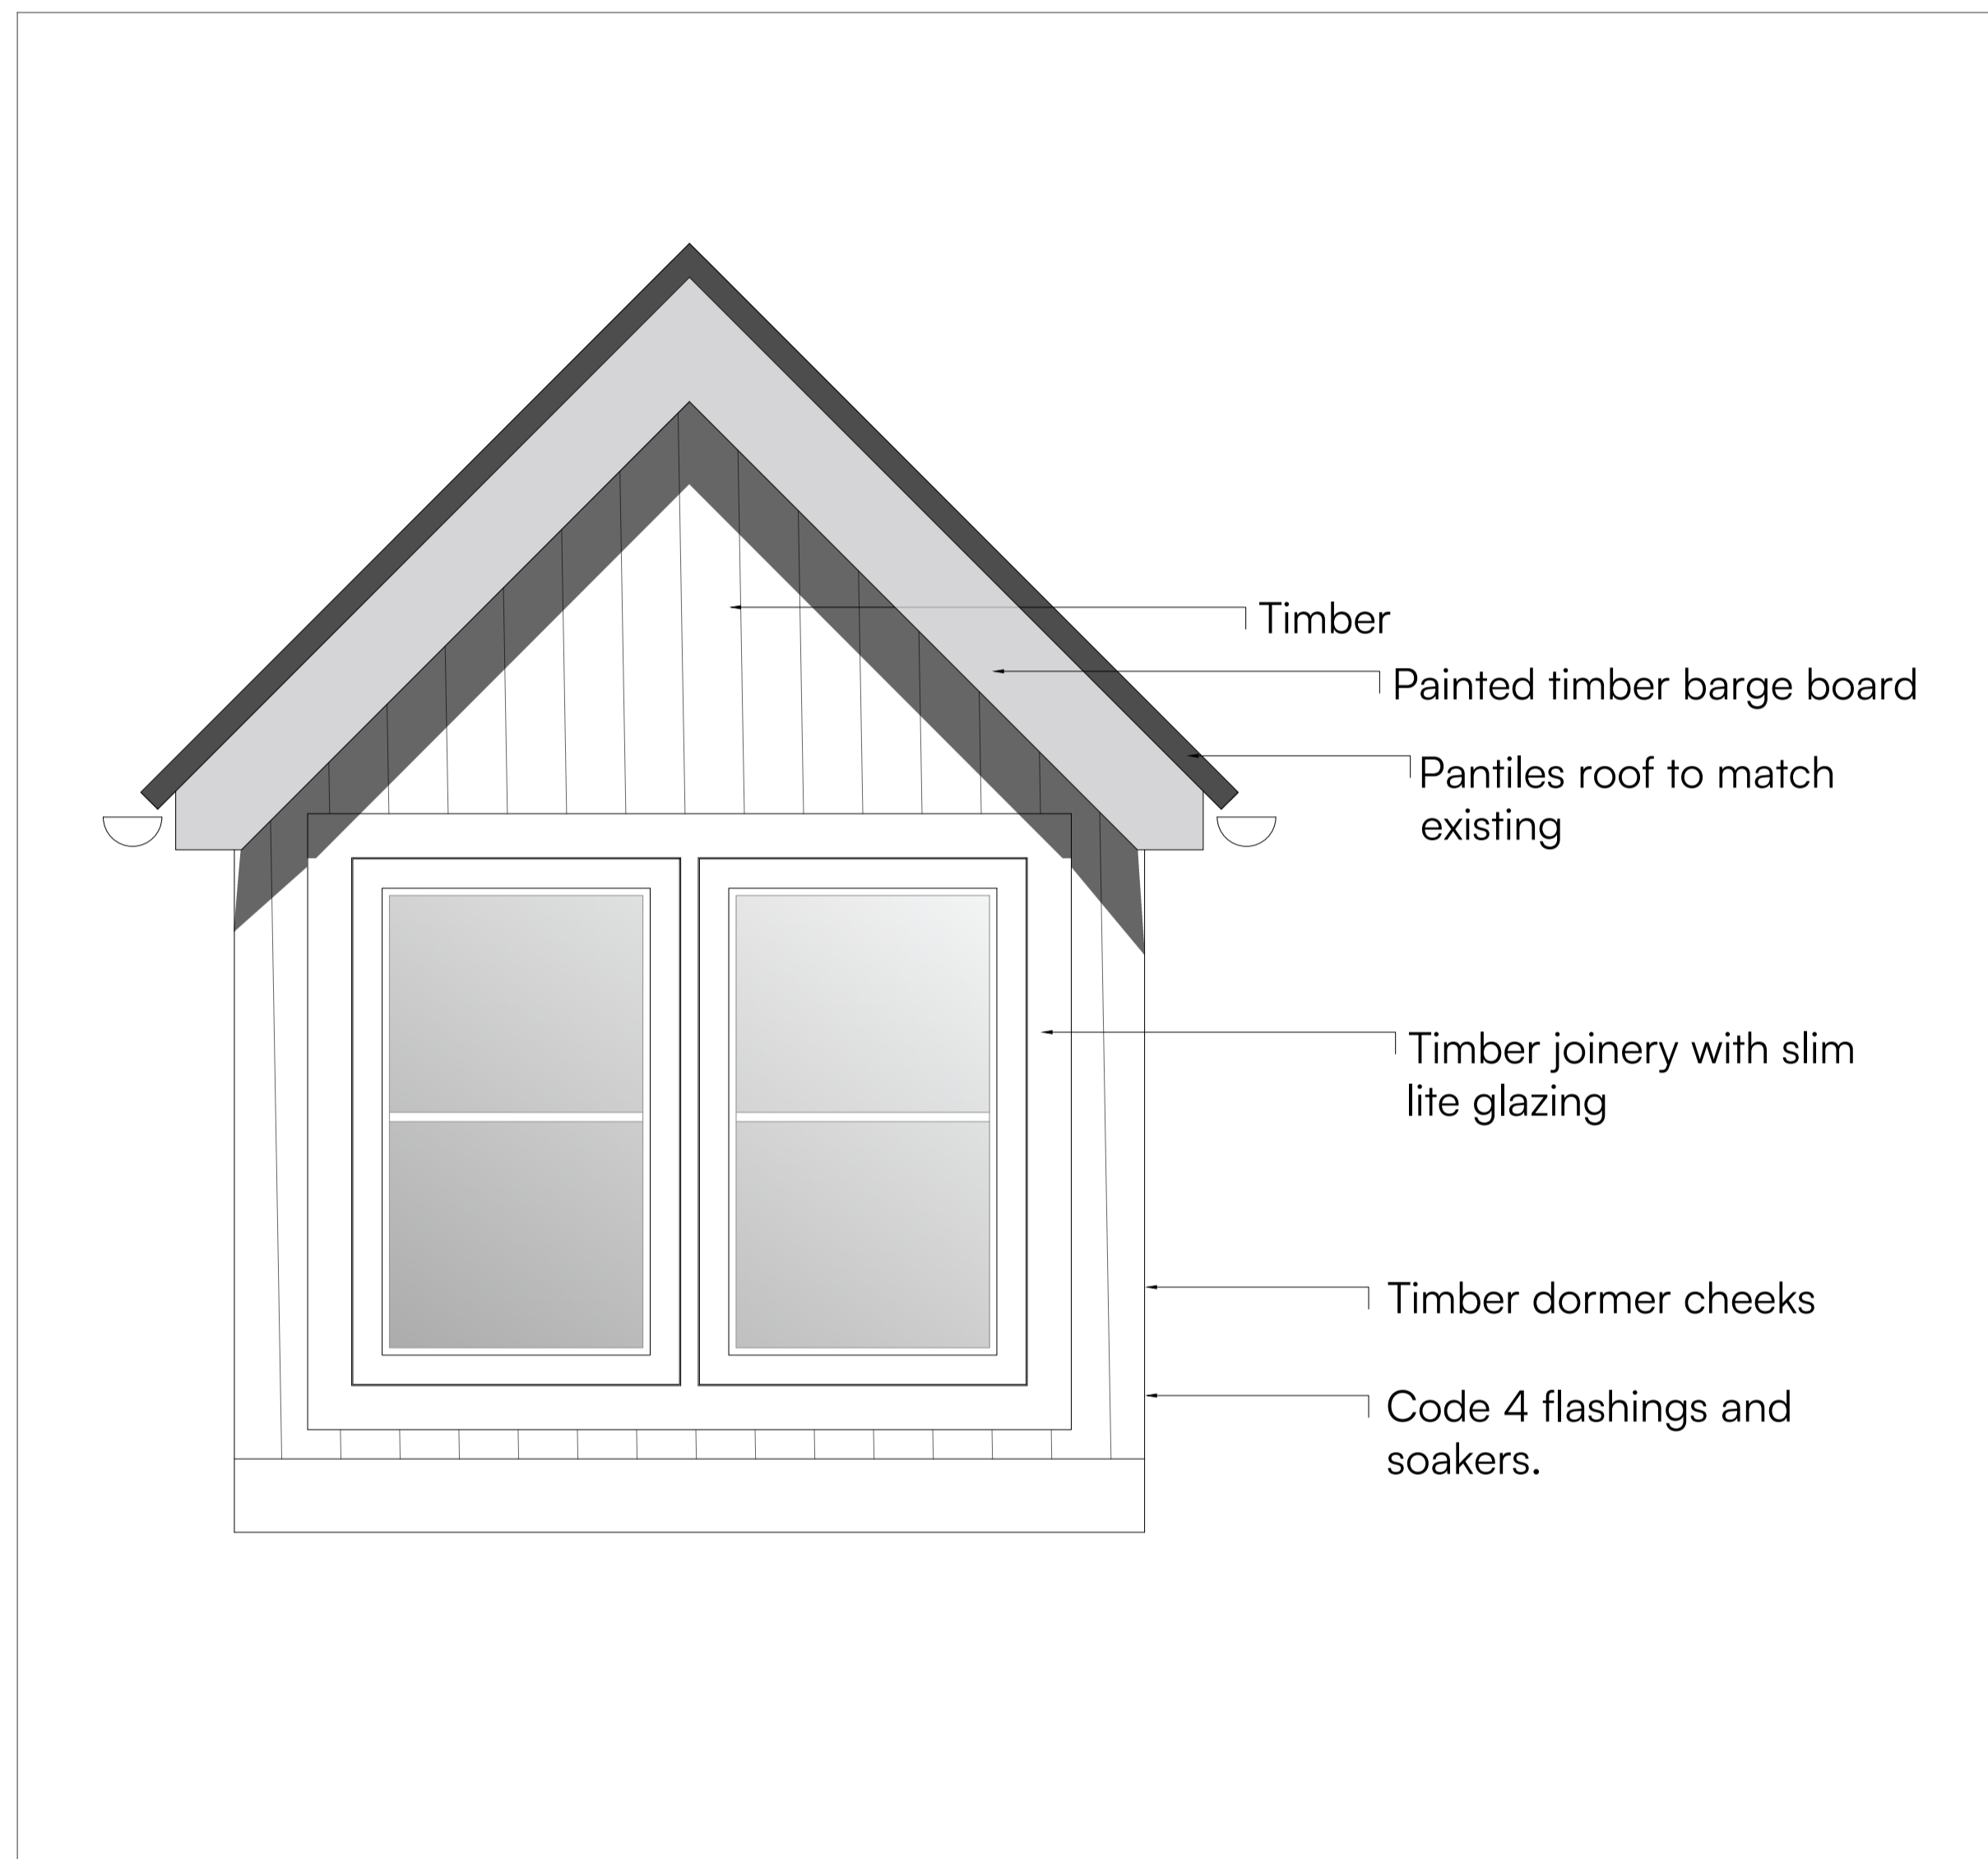 Timber
Painted timber barge board
Pantiles roof to match
existing
Timber joinery with slim
lite glazing
Timber dormer cheeks
Code 4 flashings and
soakers.